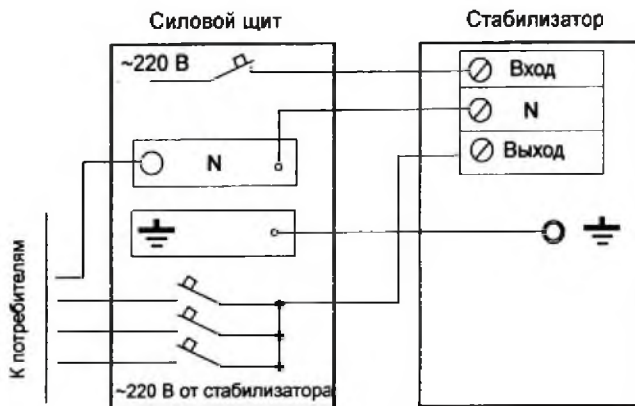 Силовой щит
Стабилизатор
~220 В
Вход
N
Выход
N
К потребителям
~220 В от стабилизатора